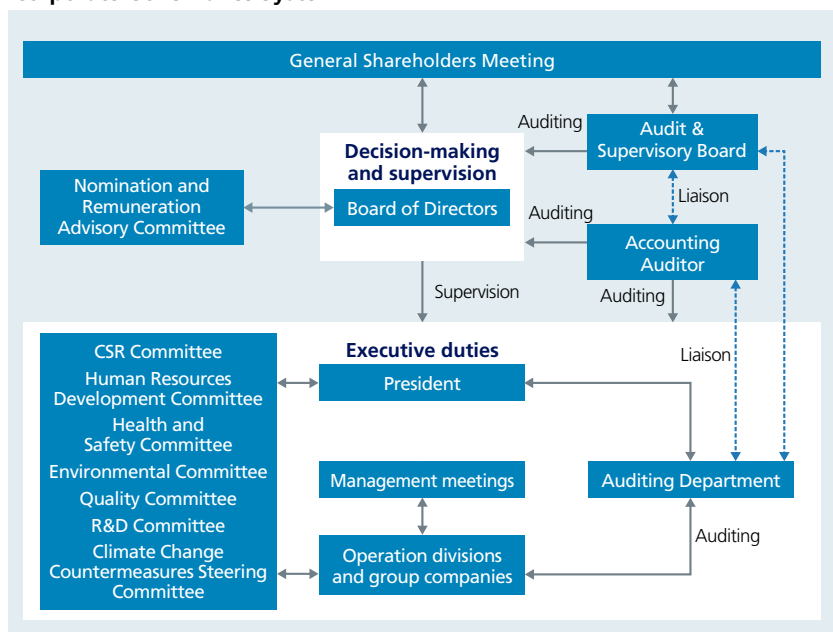 General Shareholders Meeting
Auditing
Audit &
Supervisory Board
Decision-making
and supervision
Board of Directors
Nomination and
Remuneration
Advisory Committee
Liaison
Auditing
Accounting
Auditor
Supervision
Auditing
CSR Committee
Human Resources
Development Committee
Health and
Safety Committee
Environmental Committee
Quality Committee
R&D Committee
Climate Change
Countermeasures Steering
Committee
Executive duties
President
Liaison
Management meetings
Auditing Department
Auditing
Operation divisions
and group companies